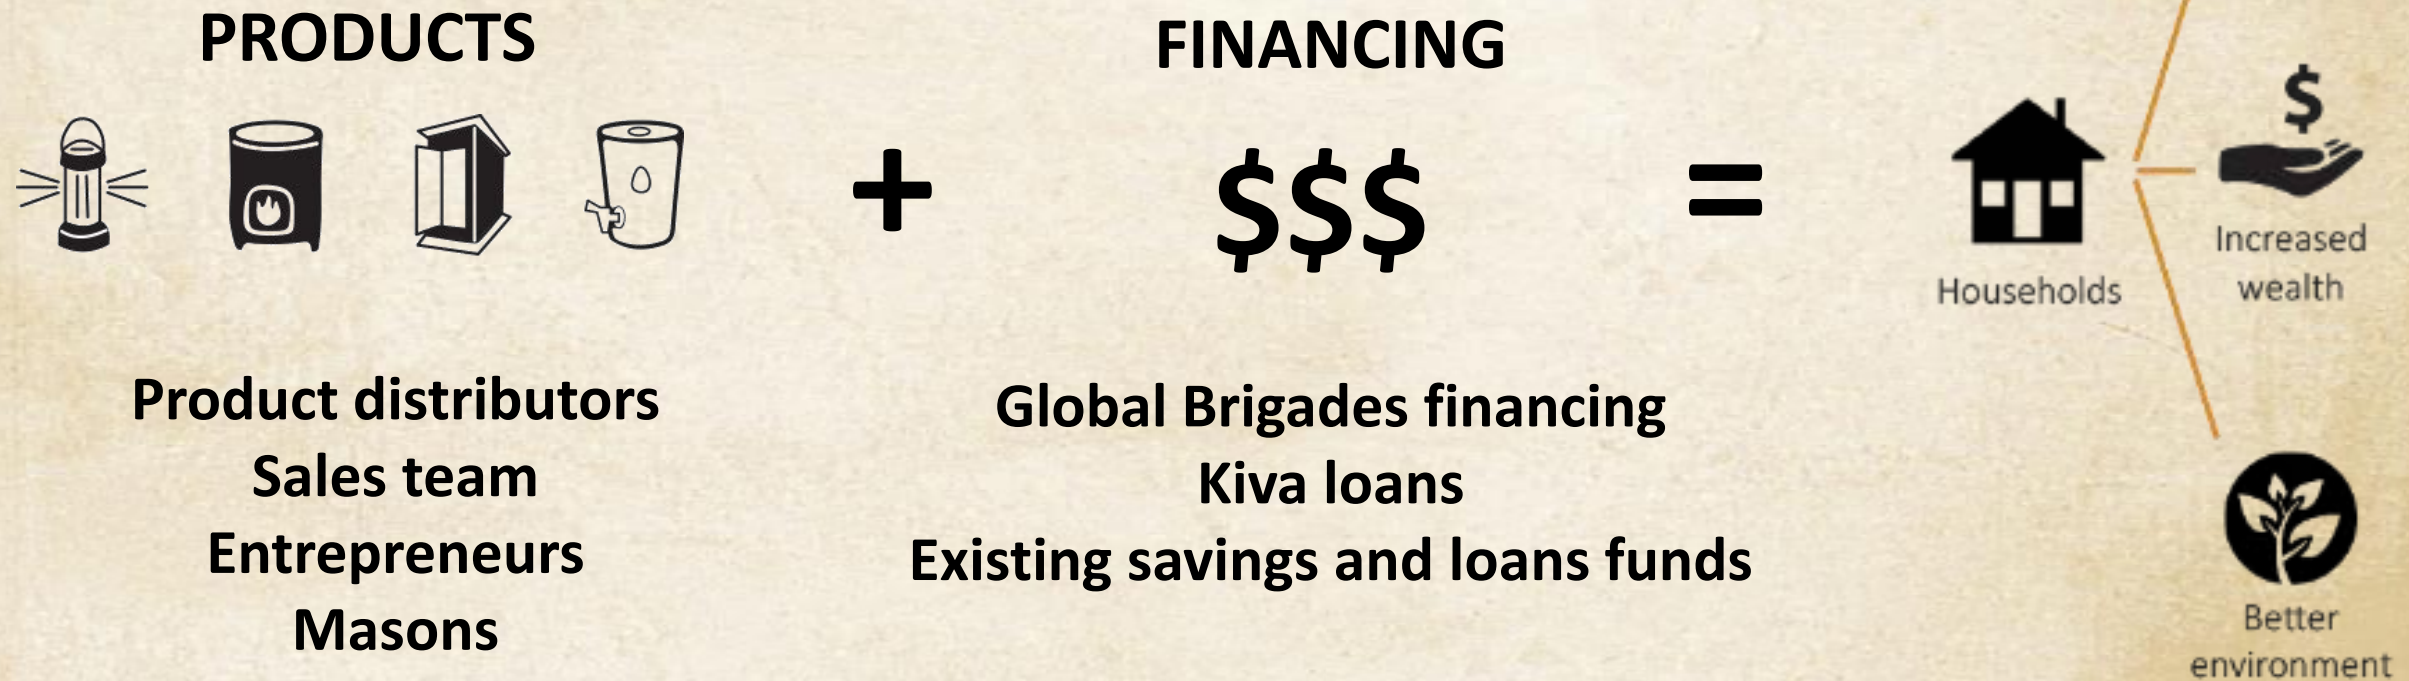 PRODUCTS
+
Product distributors
Sales team
Entrepreneurs
Masons
FINANCING
$$$
=
Global Brigades financing
Kiva loans
Existing savings and loans funds
Households
$
Increased
wealth
Better
environment